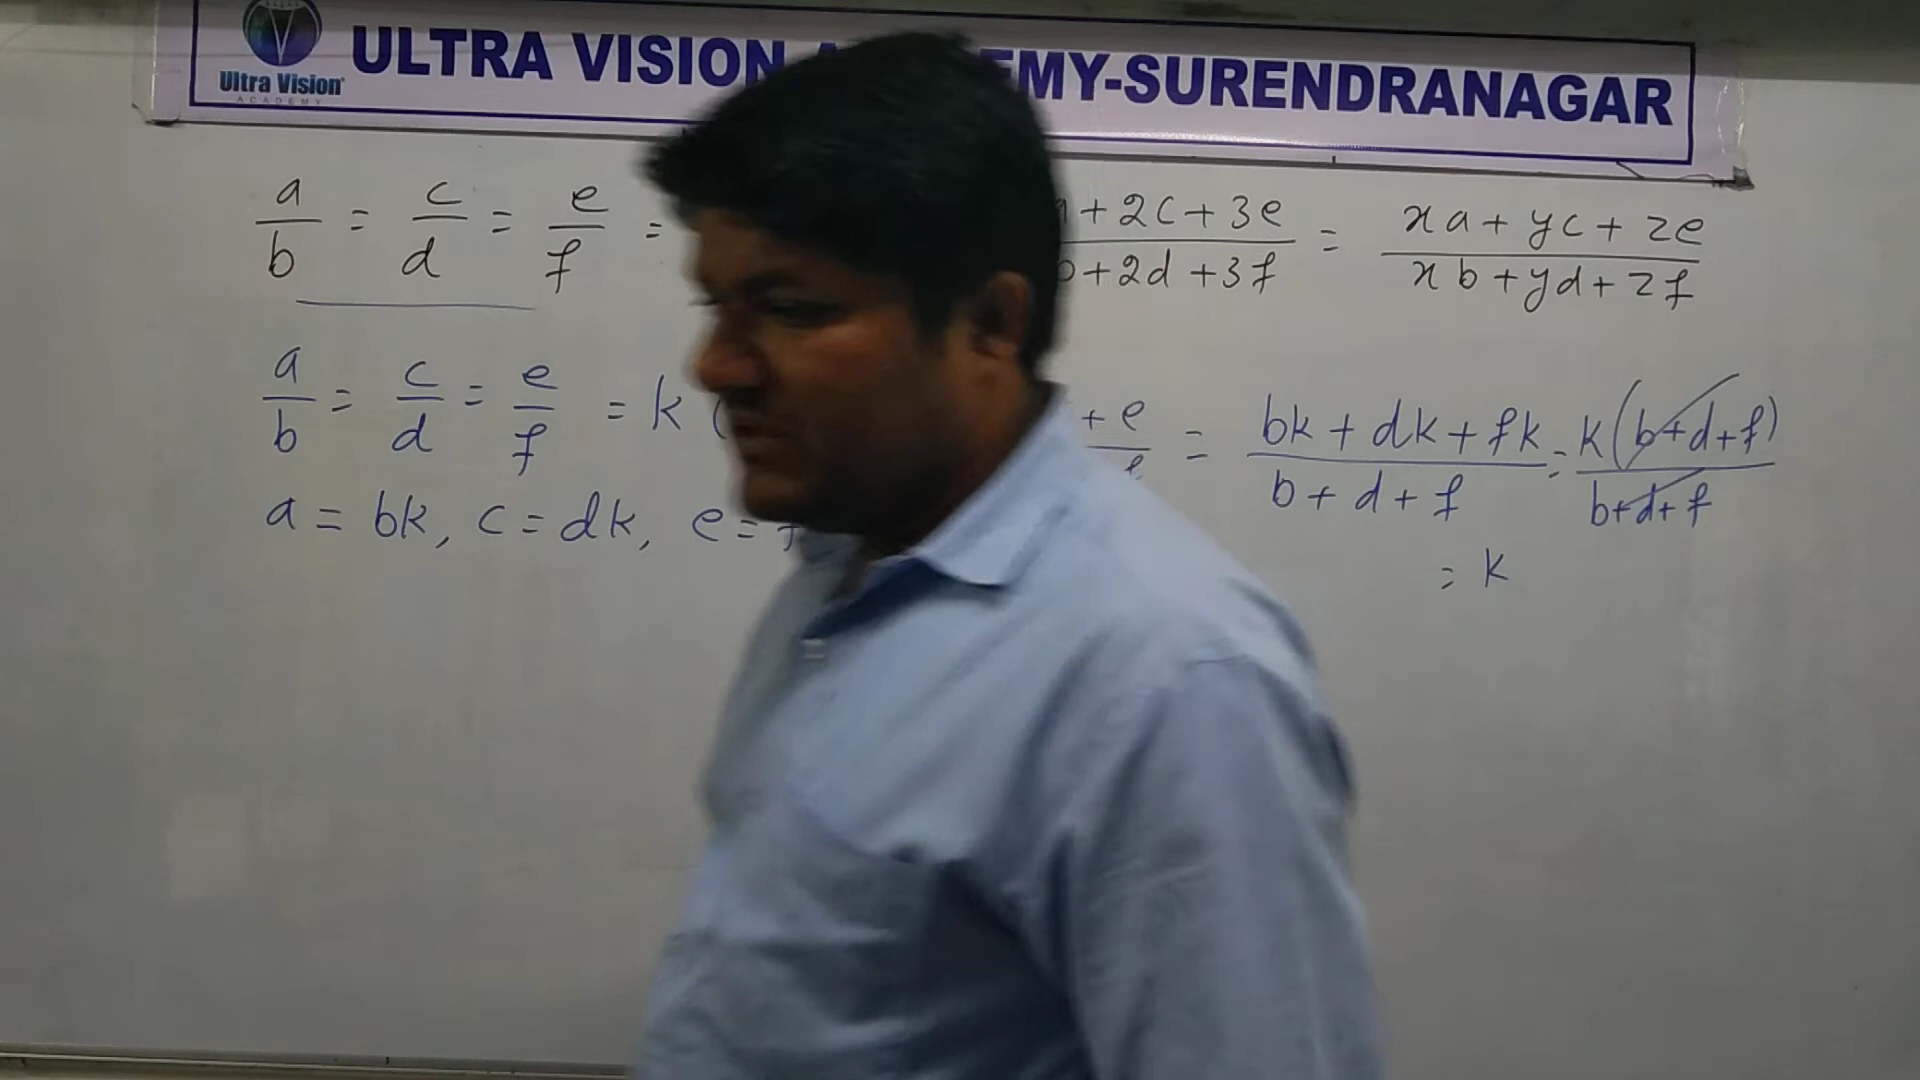 Ultra Vision
ACADEMY
ULTRA VISION EMY-SURENDRANAGAR
a/b = c/d = e/f = +2c+3e / +2d+3f = xa+yc+ze / xb+yd+zf
a/b = c/d = e/f = k ( +e = bk+dk+fk / b+d+f = k(b+d+f) / b+d+f
a = bk, c = dk, e =
= k